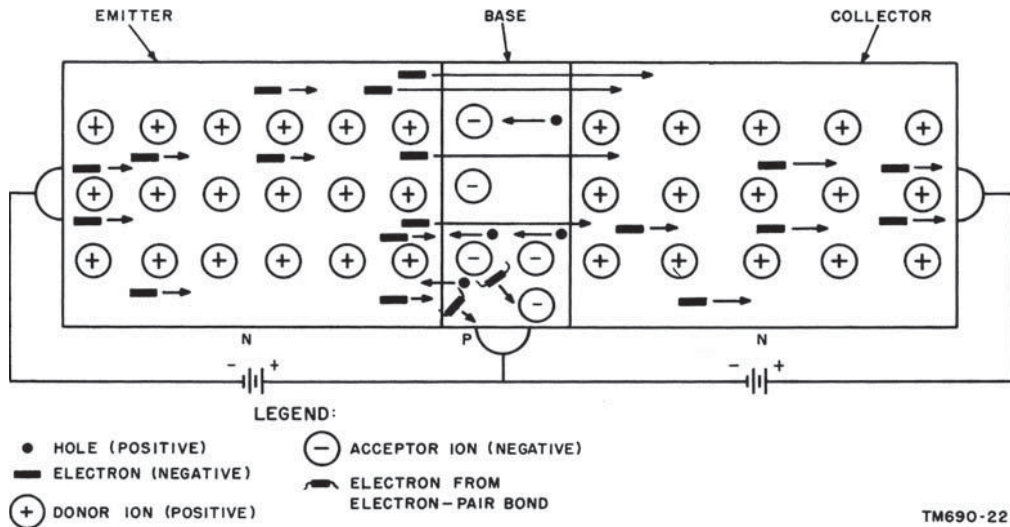 EMITTER BASE COLLECTOR
N P N
- + - +
LEGEND:
HOLE (POSITIVE)
ELECTRON (NEGATIVE)
DONOR ION (POSITIVE)
ACCEPTOR ION (NEGATIVE)
ELECTRON FROM
ELECTRON-PAIR BOND
TM690-22